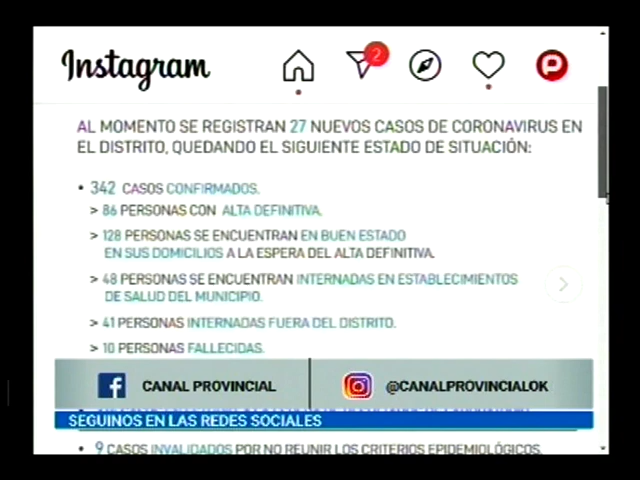 Instagram
2
P
AL MOMENTO SE REGISTRAN 27 NUEVOS CASOS DE CORONAVIRUS EN
EL DISTRITO, QUEDANDO EL SIGUIENTE ESTADO DE SITUACIÓN:
• 342 CASOS CONFIRMADOS.
> 86 PERSONAS CON ALTA DEFINITIVA.
> 128 PERSONAS SE ENCUENTRAN EN BUEN ESTADO
EN SUS DOMICILIOS A LA ESPERA DEL ALTA DEFINITIVA.
> 48 PERSONAS SE ENCUENTRAN INTERNADAS EN ESTABLECIMIENTOS
DE SALUD DEL MUNICIPIO.
> 41 PERSONAS INTERNADAS FUERA DEL DISTRITO.
> 10 PERSONAS FALLECIDAS.
CANAL PROVINCIAL
@CANALPROVINCIALOK
SEGUINOS EN LAS REDES SOCIALES
• 9 CASOS INVALIDADOS POR NO REUNIR LOS CRITERIOS EPIDEMIOLÓGICOS.